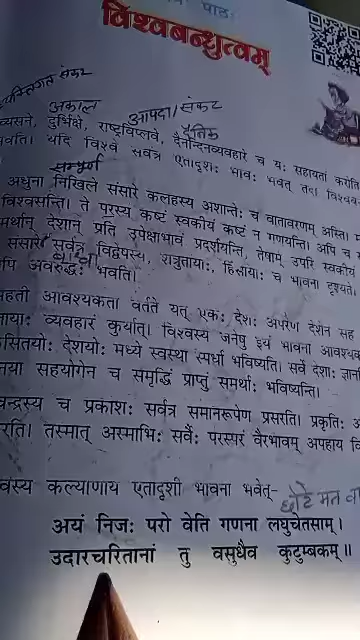 पाठः
विश्वबन्धुत्वम्
संकट
अकाल आपदा/संकट
व्यसने, दुर्भिक्षे, राष्ट्रविप्लवे, दैनन्दिनव्यवहारे च यः सहायतां करोति
दैनिक
भवति। यदि विश्वे सर्वत्र एतादृशः भावः भवेत् तदा
सम्पूर्ण
अधुना निखिले संसारे कलहस्य अशान्तेः च वातावरणम् अस्ति।
विश्वसन्ति। ते परस्य कष्टं स्वकीयं कष्टं न गणयन्ति। अपि च
समर्थान् देशान् प्रति उपेक्षाभावं प्रदर्शयन्ति, तेषाम् उपरि स्वकीयं
संसारे सर्वत्र विद्वेषस्य, शत्रुतायाः, हिंसायाः च भावना दृश्यते।
अवरुद्धः भवति।
महती आवश्यकता वर्तते यत् एकः देशः अपरेण देशेन सह
व्यवहारं कुर्यात्। विश्वस्य जनेषु इयं भावना आवश्यक
देशयोः मध्ये स्वस्था स्पर्धा भविष्यति। सर्वे देशाः
सहयोगेन च समृद्धिं प्राप्तुं समर्थाः भविष्यन्ति।
चन्द्रस्य च प्रकाशः सर्वत्र समानरूपेण प्रसरति। प्रकृतिः
तस्मात् अस्माभिः सर्वैः परस्परं वैरभावम् अपहाय
कल्याणाय एतादृशी भावना भवेत्-
छोटे मन
अयं निजः परो वेति गणना लघुचेतसाम्।
उदारचरितानां तु वसुधैव कुटुम्बकम्॥